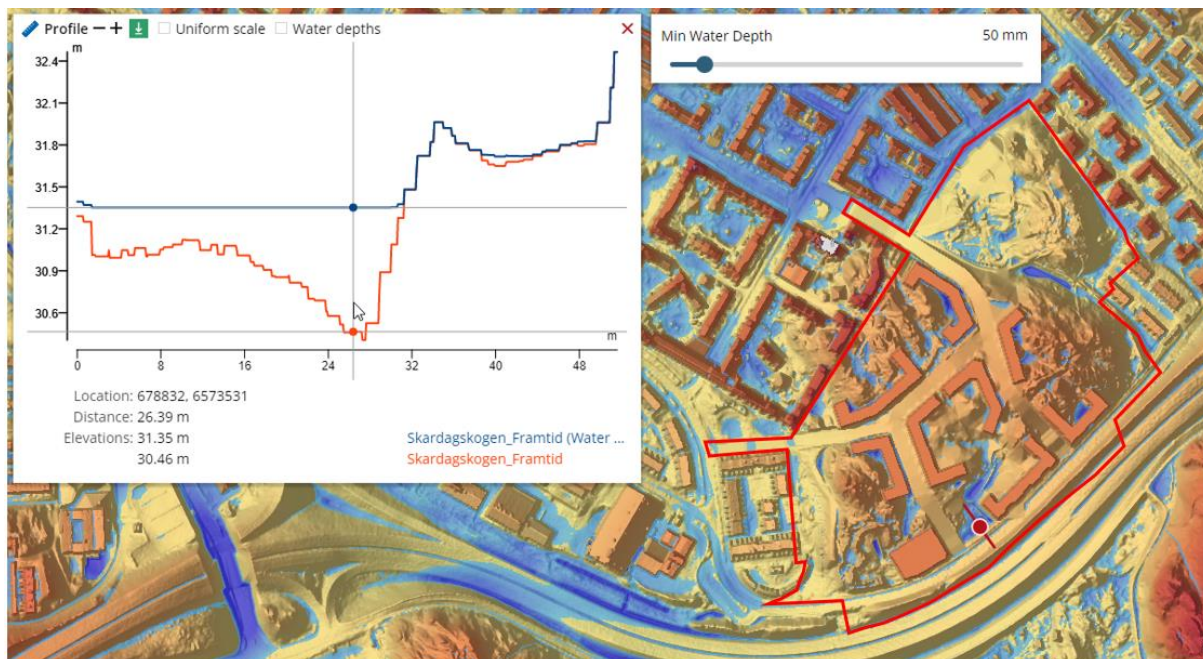 Profile
Uniform scale
Water depths
m
32.4
32.1
31.8
31.5
31.2
30.9
30.6
m
0 8 16 24 32 40 48
Location: 678832, 6573531
Distance: 26.39 m
Elevations: 31.35 m Skardagskogen_Framtid (Water ...
30.46 m Skardagskogen_Framtid
Min Water Depth 50 mm